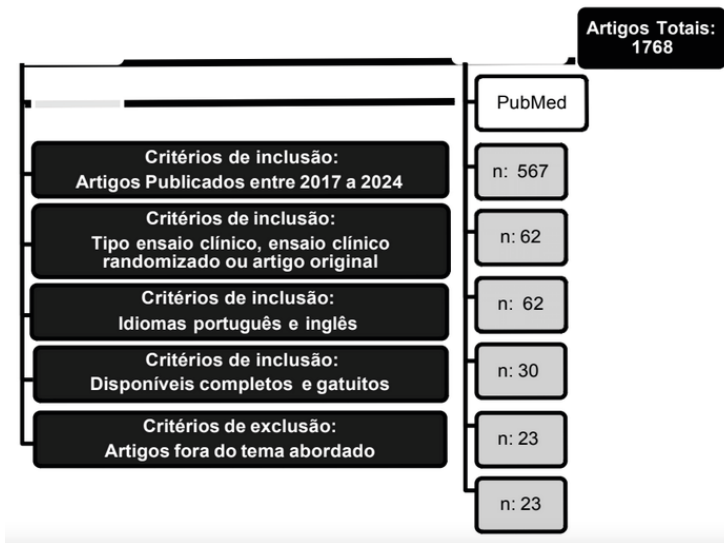 Artigos Totais:
1768
PubMed
Critérios de inclusão:
Artigos Publicados entre 2017 a 2024
n: 567
Critérios de inclusão:
Tipo ensaio clínico, ensaio clínico
randomizado ou artigo original
n: 62
Critérios de inclusão:
Idiomas português e inglês
n: 62
Critérios de inclusão:
Disponíveis completos e gatuitos
n: 30
Critérios de exclusão:
Artigos fora do tema abordado
n: 23
n: 23